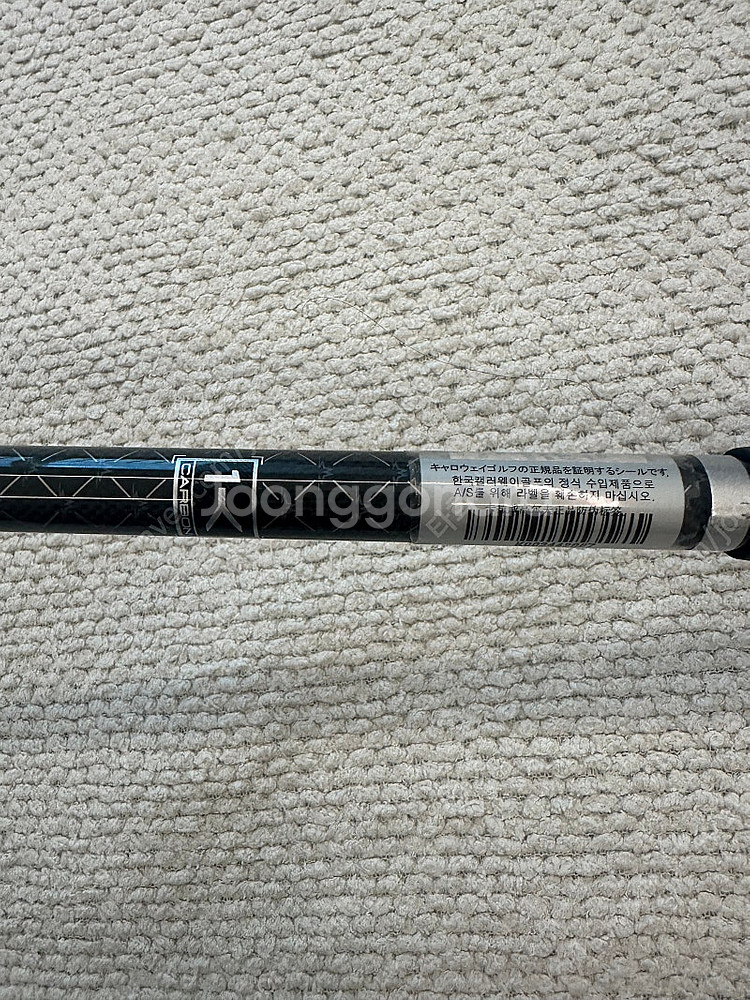 1K
CARBON
Joonggon
キャロウェイゴルフの正規品を証明するシールです。
한국캘러웨이골프의 정식 수입제품으로
A/S를 위해 라벨을 훼손하지 마십시오.